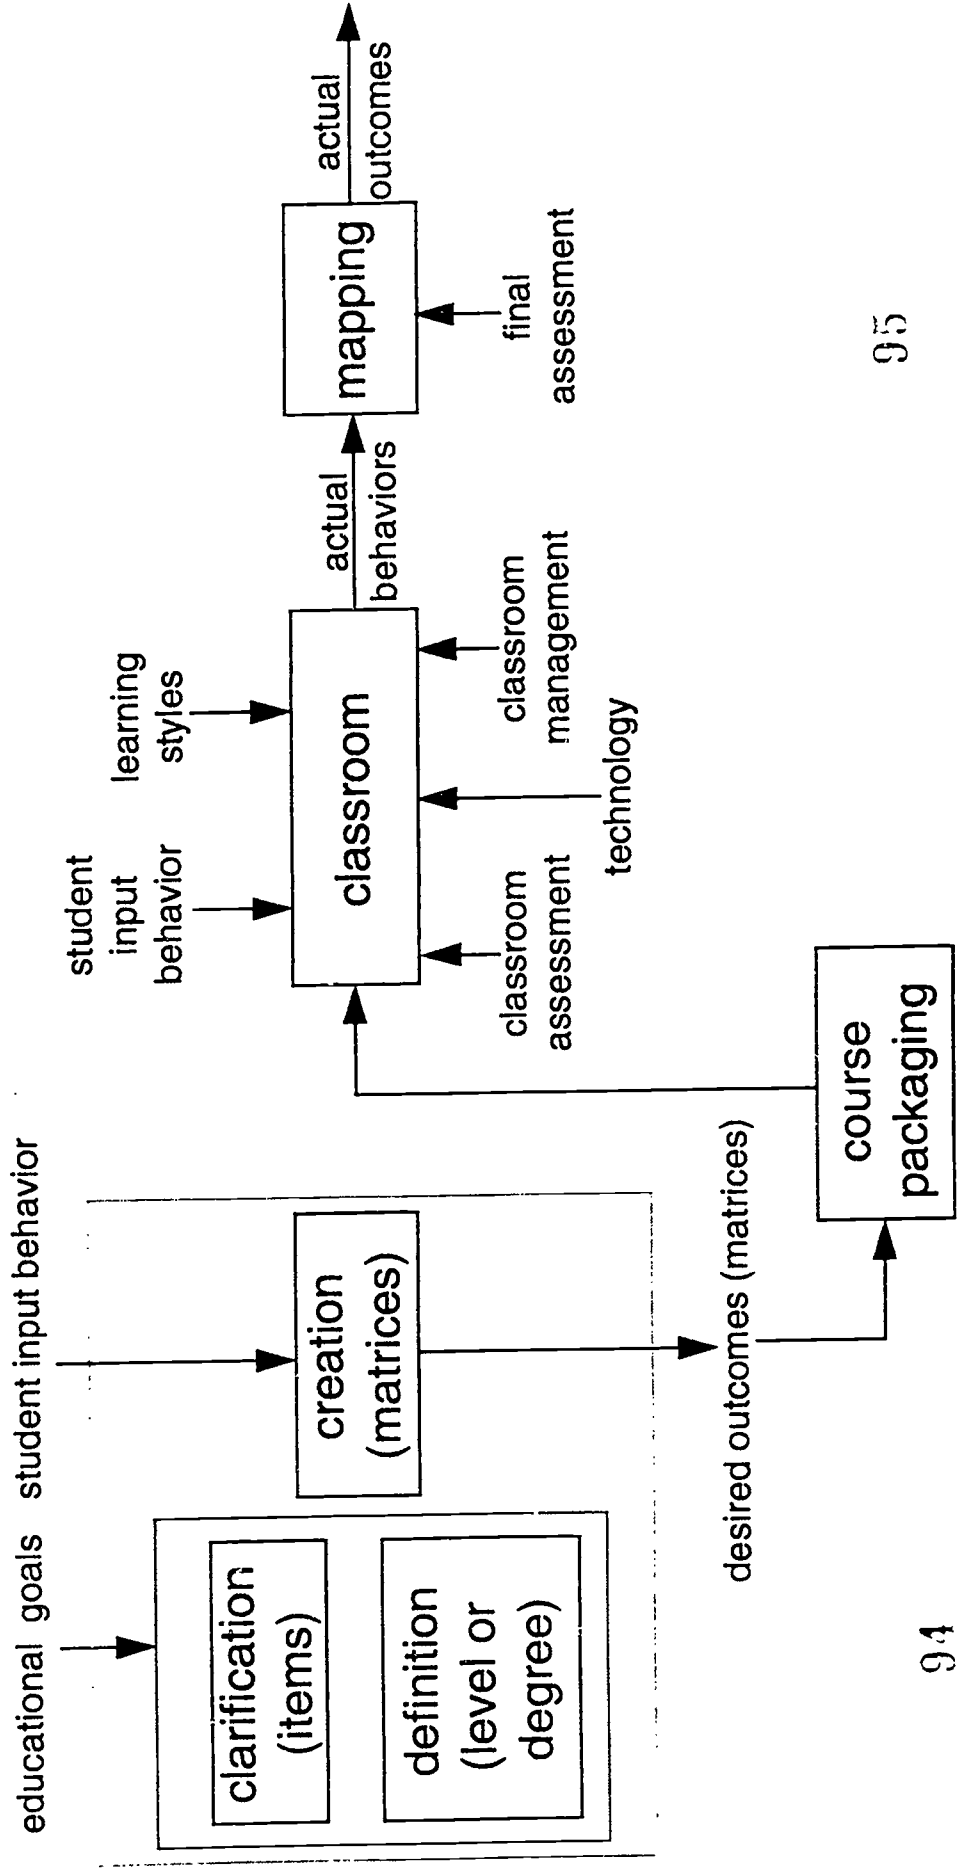 educational goals
student input behavior
clarification
(items)
definition
(level or
degree)
creation
(matrices)
desired outcomes (matrices)
course
packaging
student
input
behavior
learning
styles
classroom
classroom
assessment
technology
classroom
management
actual
behaviors
mapping
final
assessment
actual
outcomes
94
95